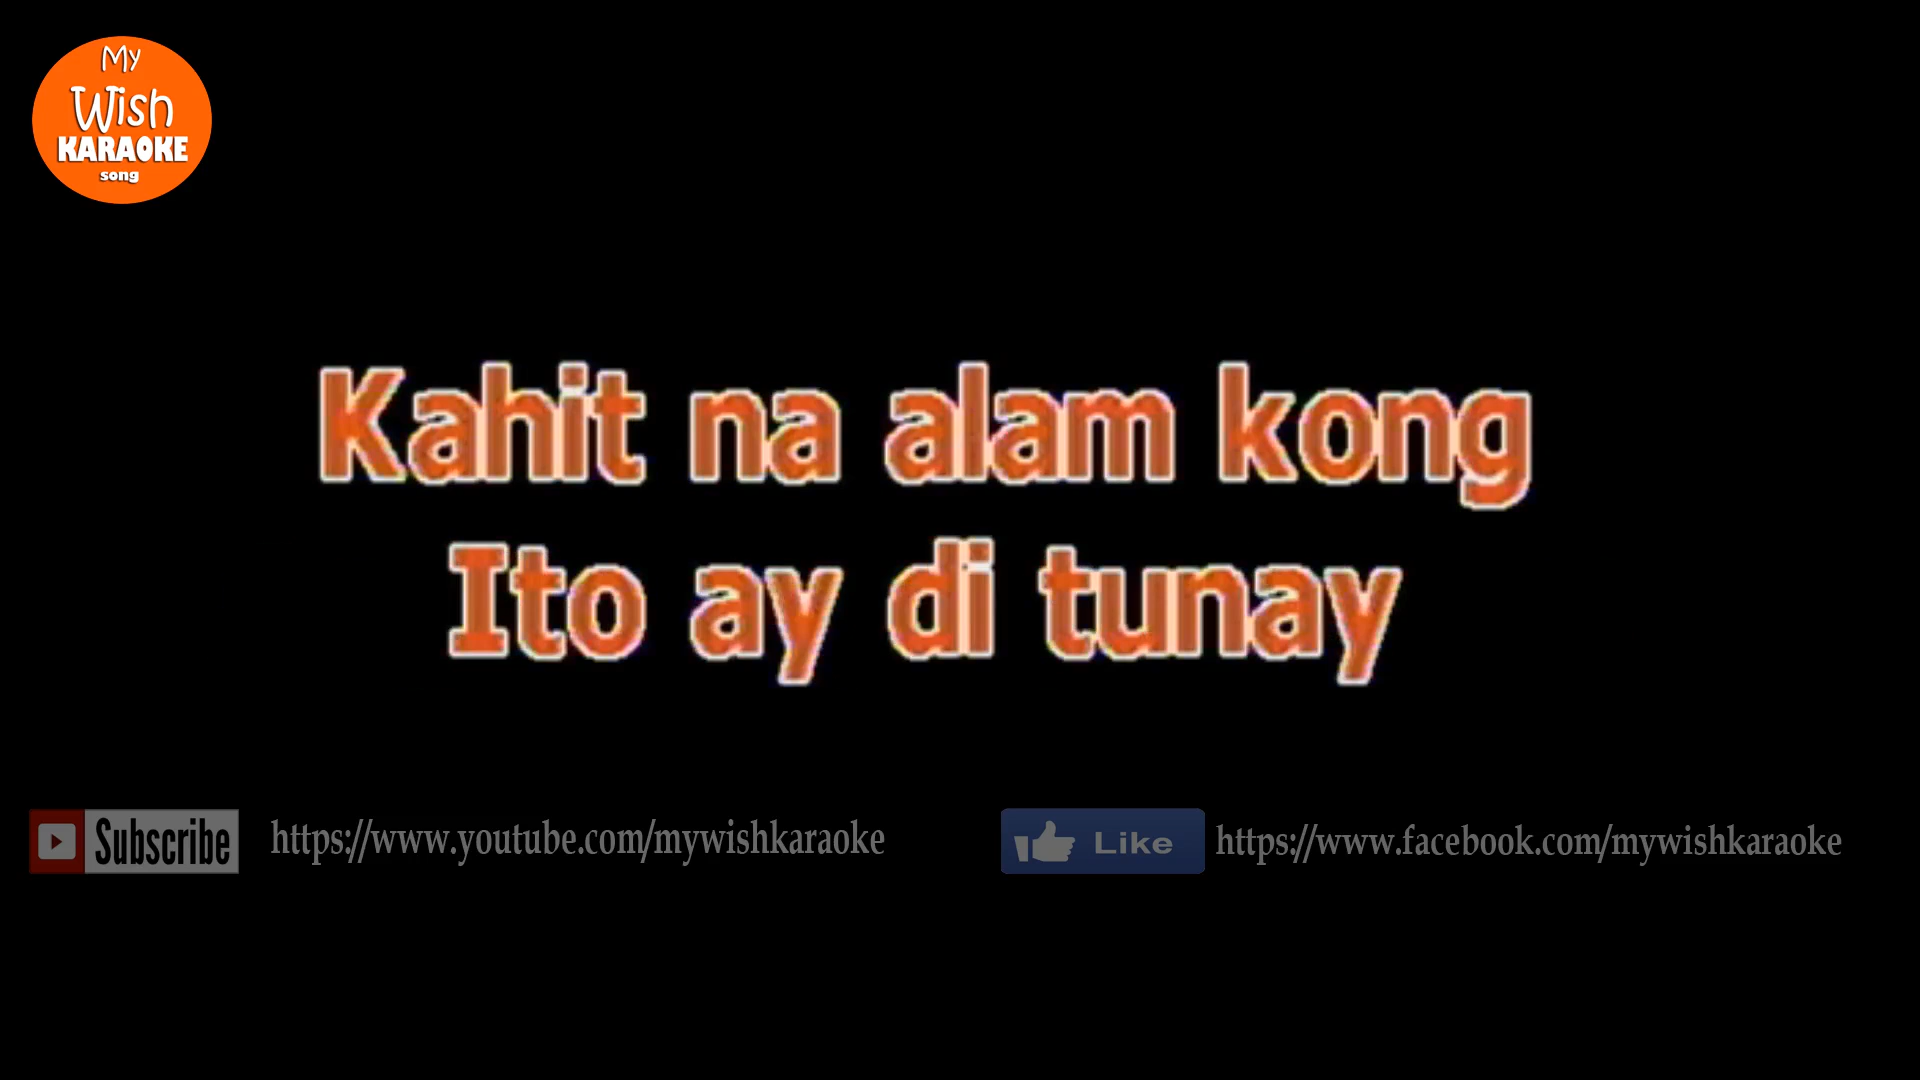 My
Wish
KARAOKE
song
Kahit na alam kong
Ito ay di tunay
Subscribe https://www.youtube.com/mywishkaraoke Like https://www.facebook.com/mywishkaraoke